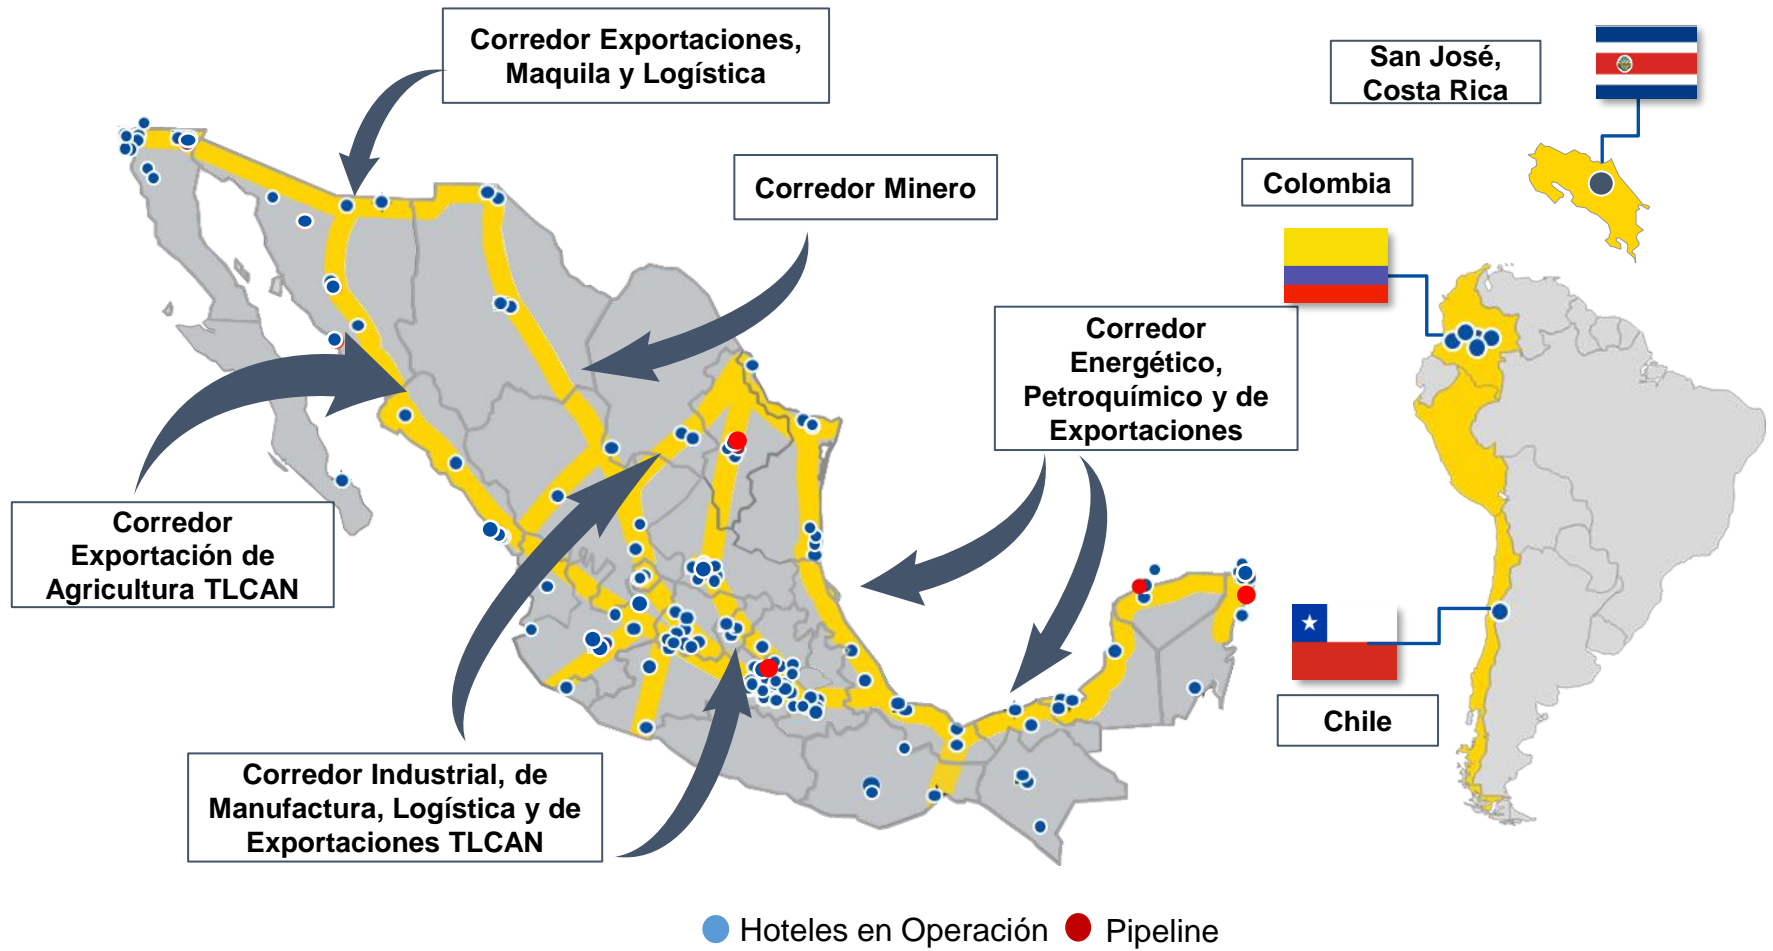 Corredor Exportaciones,
Maquila y Logística
San José,
Costa Rica
Corredor Minero
Colombia
Corredor
Energético,
Petroquímico y de
Exportaciones
Corredor
Exportación de
Agricultura TLCAN
Chile
Corredor Industrial, de
Manufactura, Logística y de
Exportaciones TLCAN
Hoteles en Operación
Pipeline